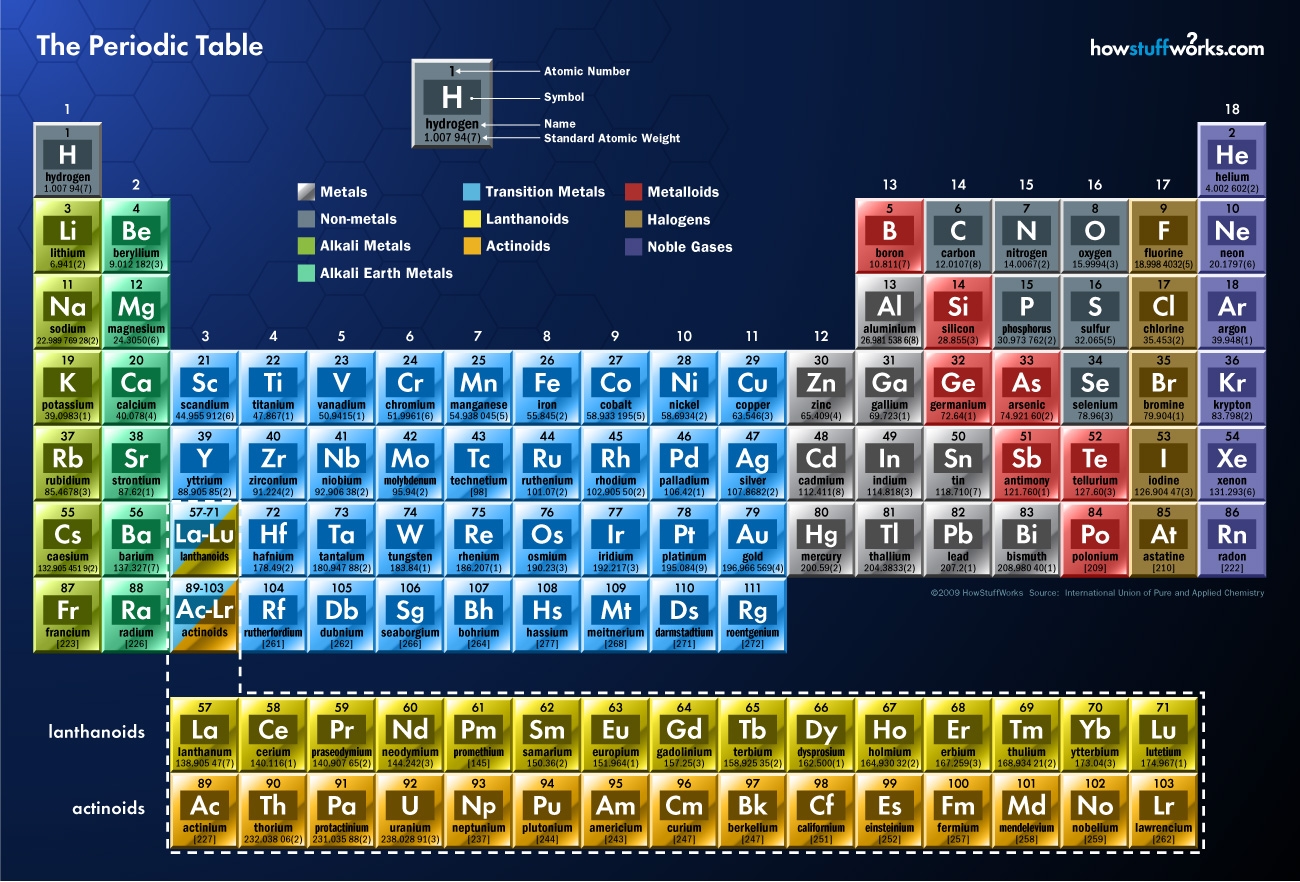 The Periodic Table
howstuffworks.com
1 Atomic Number
H Symbol
hydrogen Name
1.007 94(7) Standard Atomic Weight
Metals Transition Metals Metalloids
Non-metals Lanthanoids Halogens
Alkali Metals Actinoids Noble Gases
Alkali Earth Metals
1 18
1 2
H He
hydrogen helium
1.007 94(7) 4.002 602(2)
2 13 14 15 16 17
3 4 5 6 7 8 9 10
Li Be B C N O F Ne
lithium beryllium boron carbon nitrogen oxygen fluorine neon
6.941(2) 9.012 182(3) 10.811(7) 12.0107(8) 14.0067(2) 15.9994(3) 18.998 4032(5) 20.1797(6)
11 12 13 14 15 16 17 18
Na Mg Al Si P S Cl Ar
sodium magnesium aluminium silicon phosphorus sulfur chlorine argon
22.989 769 28(2) 24.3050(6) 26.981 538 6(8) 28.855(3) 30.973 762(2) 32.065(5) 35.453(2) 39.948(1)
3 4 5 6 7 8 9 10 11 12
19 20 21 22 23 24 25 26 27 28 29 30 31 32 33 34 35 36
K Ca Sc Ti V Cr Mn Fe Co Ni Cu Zn Ga Ge As Se Br Kr
potassium calcium scandium titanium vanadium chromium manganese iron cobalt nickel copper zinc gallium germanium arsenic selenium bromine krypton
39.0983(1) 40.078(4) 44.955 912(6) 47.867(1) 50.9415(1) 51.9961(6) 54.938 045(5) 55.845(2) 58.933 195(5) 58.6934(2) 63.546(3) 65.409(4) 69.723(1) 72.64(1) 74.921 60(2) 78.96(3) 79.904(1) 83.798(2)
37 38 39 40 41 42 43 44 45 46 47 48 49 50 51 52 53 54
Rb Sr Y Zr Nb Mo Tc Ru Rh Pd Ag Cd In Sn Sb Te I Xe
rubidium strontium yttrium zirconium niobium molybdenum technetium ruthenium rhodium palladium silver cadmium indium tin antimony tellurium iodine xenon
85.4678(3) 87.62(1) 88.905 85(2) 91.224(2) 92.906 38(2) 95.94(2) [98] 101.07(2) 102.905 50(2) 106.42(1) 107.8682(2) 112.411(8) 114.818(3) 118.710(7) 121.760(1) 127.60(3) 126.904 47(3) 131.293(6)
55 56 57-71 72 73 74 75 76 77 78 79 80 81 82 83 84 85 86
Cs Ba La-Lu Hf Ta W Re Os Ir Pt Au Hg Tl Pb Bi Po At Rn
caesium barium lanthanoids hafnium tantalum tungsten rhenium osmium iridium platinum gold mercury thallium lead bismuth polonium astatine radon
132.905 451 9(2) 137.327(7) 178.49(2) 180.947 88(2) 183.84(1) 186.207(1) 190.23(3) 192.217(3) 195.084(9) 196.966 569(4) 200.59(2) 204.3833(2) 207.2(1) 208.980 40(1) [209] [210] [222]
87 88 89-103 104 105 106 107 108 109 110 111
Fr Ra Ac-Lr Rf Db Sg Bh Hs Mt Ds Rg
francium radium actinoids rutherfordium dubnium seaborgium bohrium hassium meitnerium darmstadtium roentgenium
[223] [226] [261] [262] [266] [264] [277] [268] [271] [272]
©2009 HowStuffWorks Source: International Union of Pure and Applied Chemistry
57 58 59 60 61 62 63 64 65 66 67 68 69 70 71
lanthanoids La Ce Pr Nd Pm Sm Eu Gd Tb Dy Ho Er Tm Yb Lu
lanthanum cerium praseodymium neodymium promethium samarium europium gadolinium terbium dysprosium holmium erbium thulium ytterbium lutetium
138.905 47(7) 140.116(1) 140.907 65(2) 144.242(3) [145] 150.36(2) 151.964(1) 157.25(3) 158.925 35(2) 162.500(1) 164.930 32(2) 167.259(3) 168.934 21(2) 173.04(3) 174.967(1)
89 90 91 92 93 94 95 96 97 98 99 100 101 102 103
actinoids Ac Th Pa U Np Pu Am Cm Bk Cf Es Fm Md No Lr
actinium thorium protactinium uranium neptunium plutonium americium curium berkelium californium einsteinium fermium mendelevium nobelium lawrencium
[227] 232.038 06(2) 231.035 88(2) 238.028 91(3) [237] [244] [243] [247] [247] [251] [252] [257] [258] [259] [262]